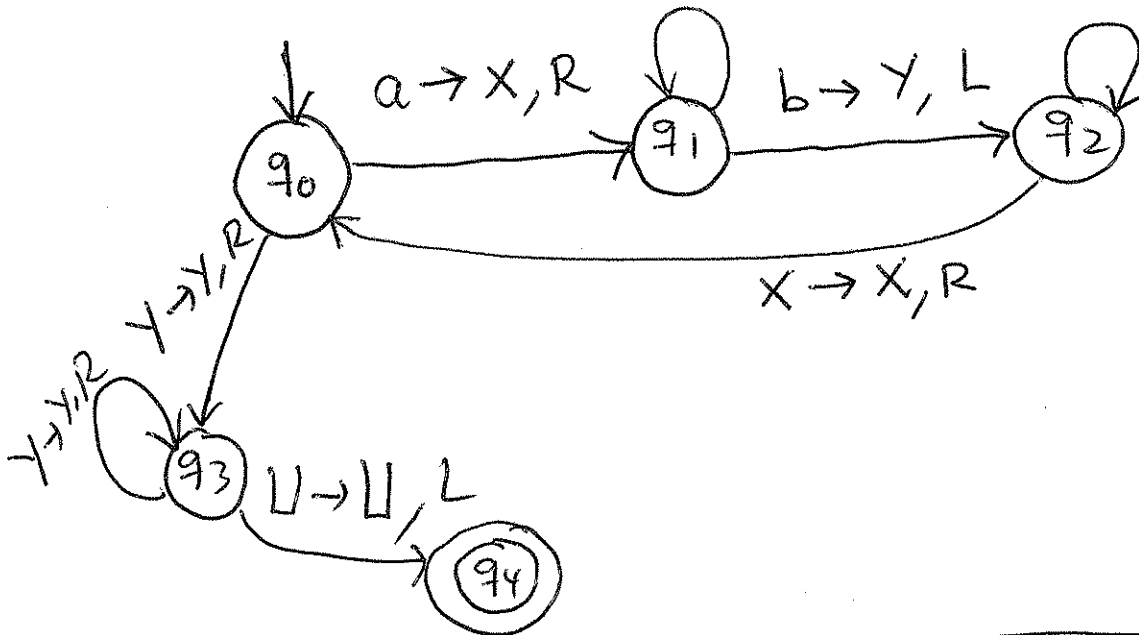 a → X, R
b → Y, L
q0
q1
q2
X → X, R
Y → Y, R
Y → Y, R
q3
⊔ → ⊔, L
q4